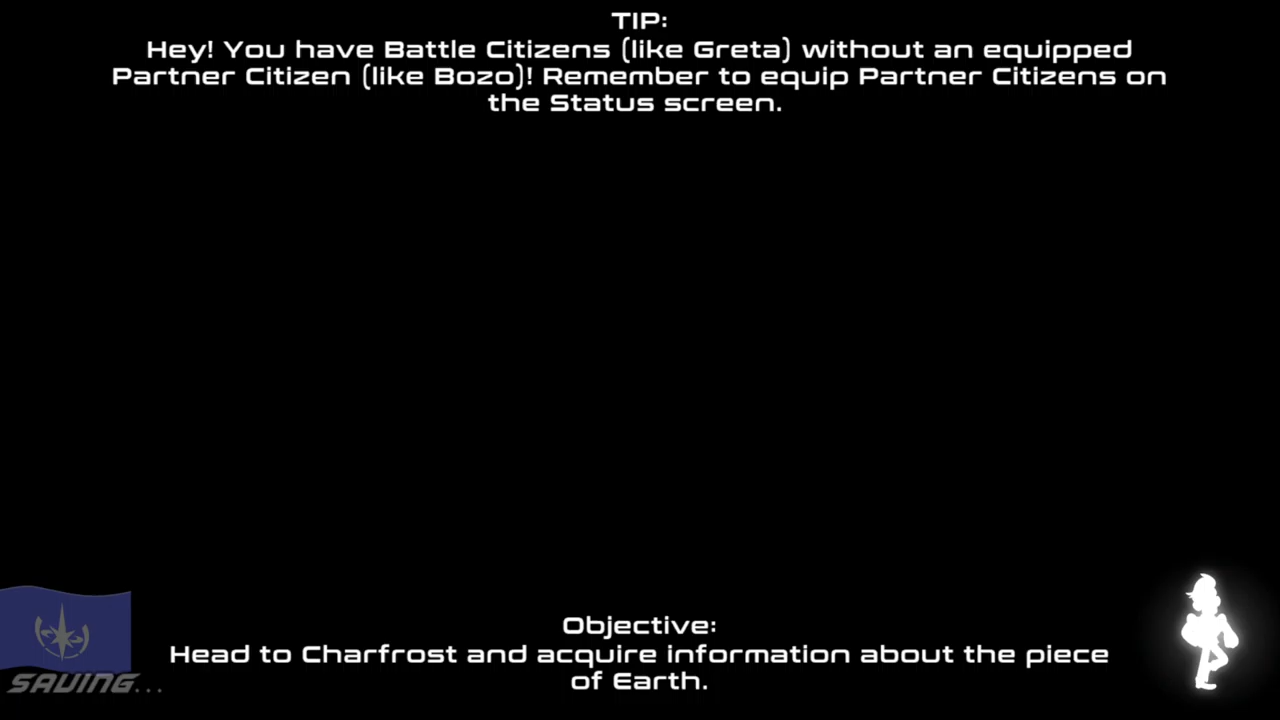 TIP:
Hey! You have Battle Citizens (like Greta) without an equipped
Partner Citizen (like Bozo)! Remember to equip Partner Citizens on
the Status screen.
Objective:
Head to Charfrost and acquire information about the piece
of Earth.
SAVING...